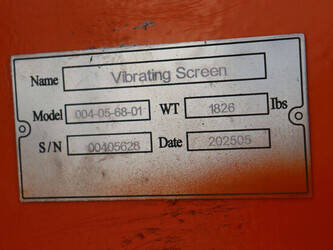 Name Vibrating Screen
Model 004-05-68-01 WT 1826 lbs
S/N 00405628 Date 202505